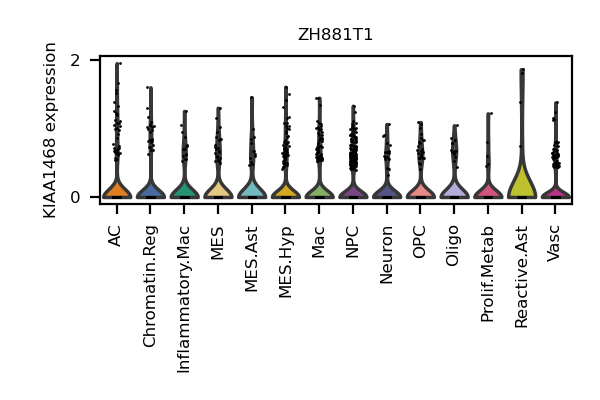 ZH881T1
KIAA1468 expression
2
0
AC
Chromatin.Reg
Inflammatory.Mac
MES
MES.Ast
MES.Hyp
Mac
NPC
Neuron
OPC
Oligo
Prolif.Metab
Reactive.Ast
Vasc